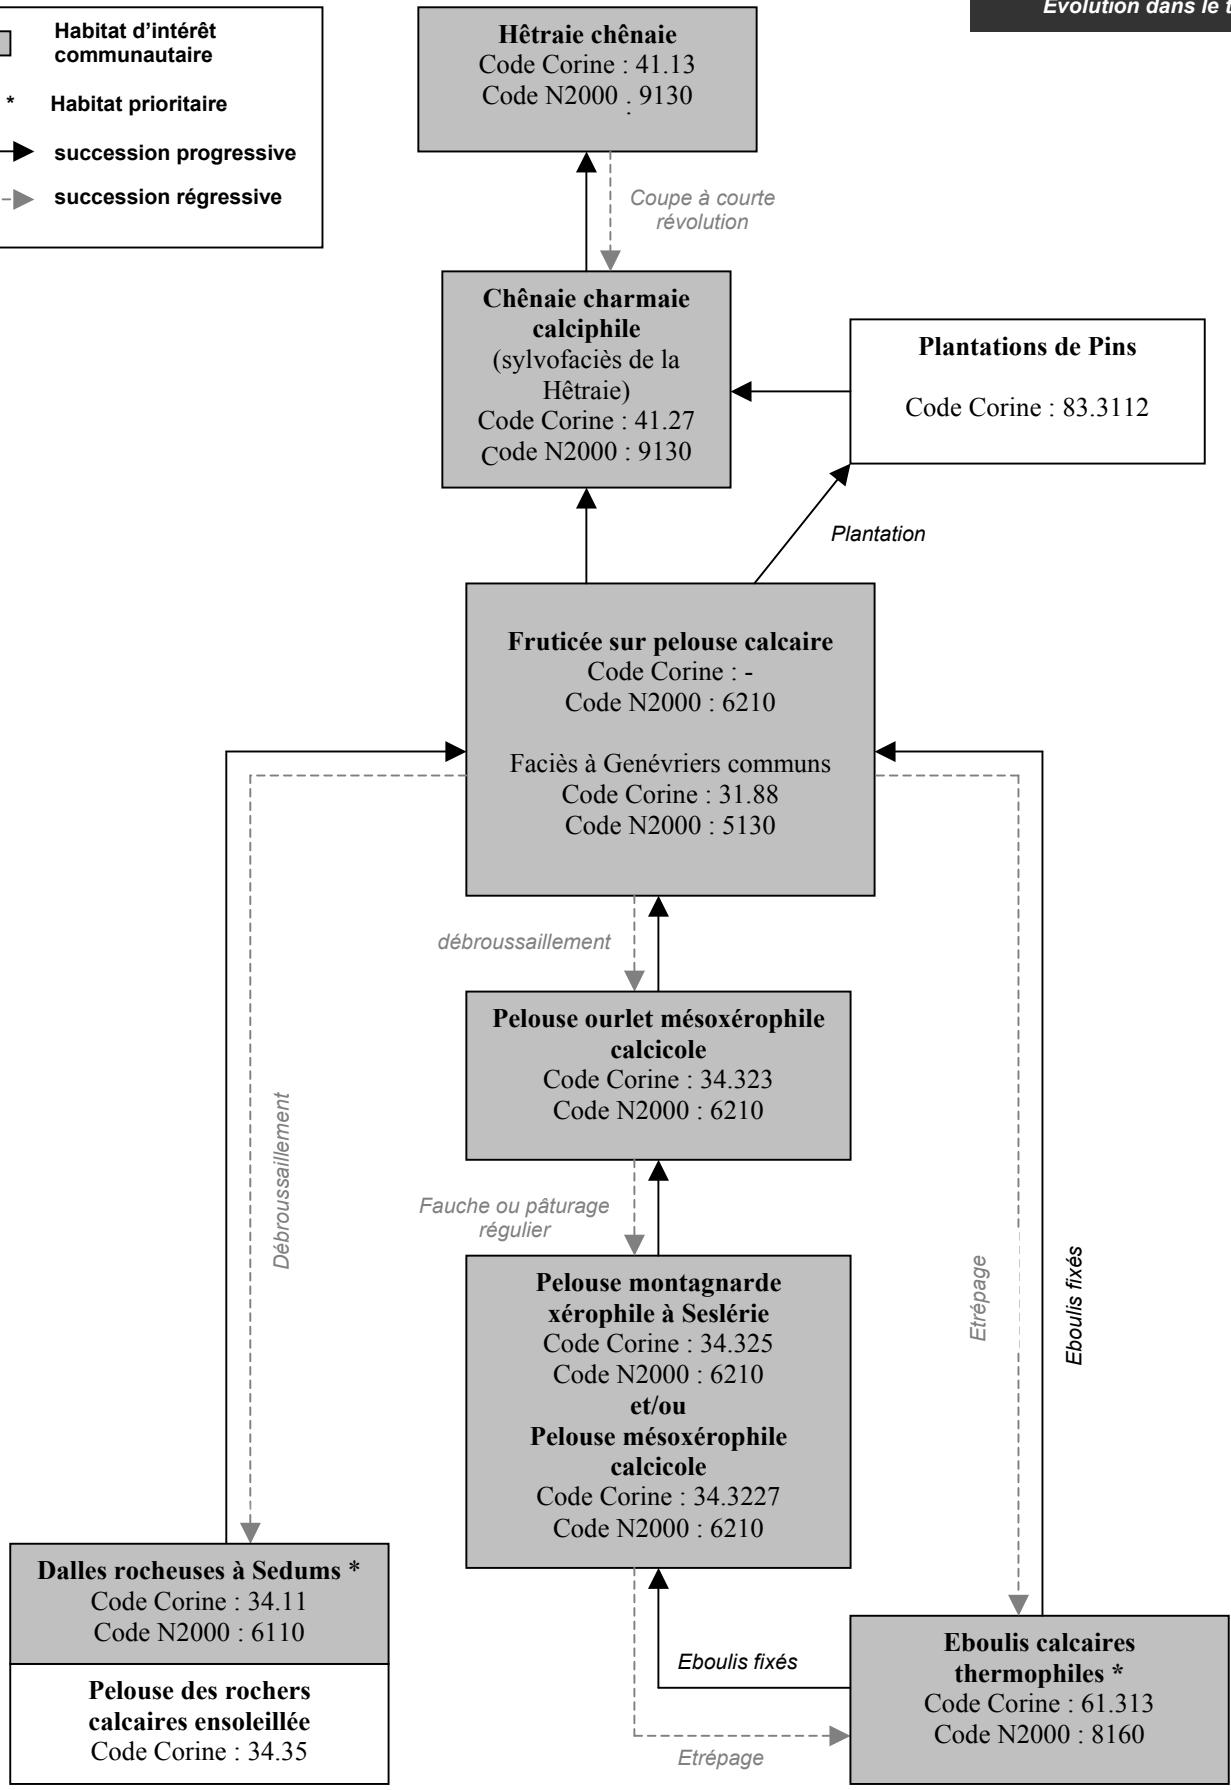 Evolution dans le t
Habitat d’intérêt
communautaire
* Habitat prioritaire
succession progressive
succession régressive
Hêtraie chênaie
Code Corine : 41.13
Code N2000 : 9130
Coupe à courte
révolution
Chênaie charmaie
calciphile
(sylvofaciès de la
Hêtraie)
Code Corine : 41.27
Code N2000 : 9130
Plantations de Pins
Code Corine : 83.3112
Plantation
Fruticée sur pelouse calcaire
Code Corine : -
Code N2000 : 6210
Faciès à Genévriers communs
Code Corine : 31.88
Code N2000 : 5130
débroussaillement
Pelouse ourlet mésoxérophile
calcicole
Code Corine : 34.323
Code N2000 : 6210
Débroussaillement
Fauche ou pâturage
régulier
Etrépage
Eboulis fixés
Pelouse montagnarde
xérophile à Seslérie
Code Corine : 34.325
Code N2000 : 6210
et/ou
Pelouse mésoxérophile
calcicole
Code Corine : 34.3227
Code N2000 : 6210
Dalles rocheuses à Sedums *
Code Corine : 34.11
Code N2000 : 6110
Pelouse des rochers
calcaires ensoleillée
Code Corine : 34.35
Eboulis fixés
Etrépage
Eboulis calcaires
thermophiles *
Code Corine : 61.313
Code N2000 : 8160